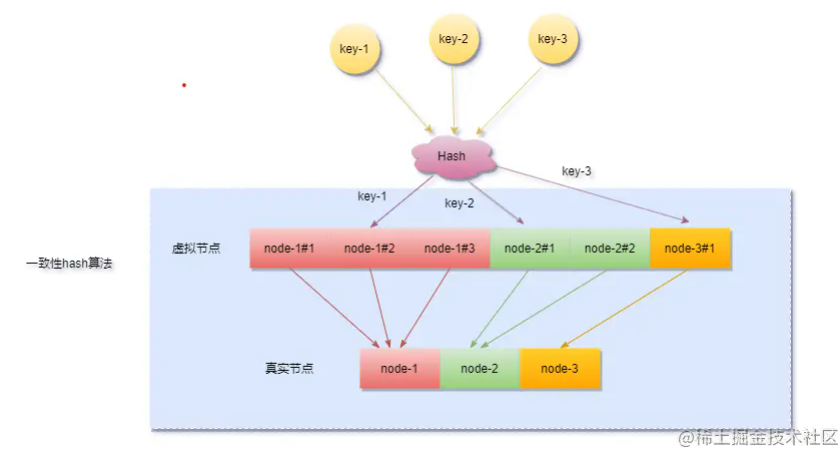 key-1
key-2
key-3
Hash
key-1
key-2
key-3
虚拟节点
node-1#1
node-1#2
node-1#3
node-2#1
node-2#2
node-3#1
一致性hash算法
真实节点
node-1
node-2
node-3
@稀土掘金技术社区